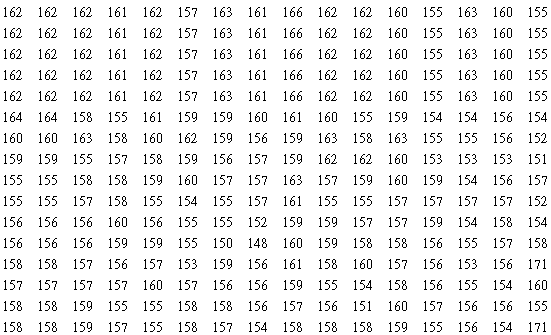 162 162 162 161 162 157 163 161 166 162 162 160 155 163 160 155
162 162 162 161 162 157 163 161 166 162 162 160 155 163 160 155
162 162 162 161 162 157 163 161 166 162 162 160 155 163 160 155
162 162 162 161 162 157 163 161 166 162 162 160 155 163 160 155
162 162 162 161 162 157 163 161 166 162 162 160 155 163 160 155
164 164 158 155 161 159 159 160 161 160 155 159 154 154 156 154
160 160 163 158 160 162 159 156 159 163 158 163 155 155 156 152
159 159 155 157 158 159 156 157 159 162 162 160 153 153 153 151
155 155 158 158 159 160 157 157 163 157 159 160 159 154 156 157
155 155 157 158 155 154 155 157 161 155 155 157 157 157 157 152
156 156 156 160 156 155 155 152 159 159 157 157 159 154 158 154
156 156 156 159 159 155 150 148 160 159 158 158 156 155 157 158
158 158 157 156 157 153 159 156 161 158 160 157 156 153 156 171
157 157 157 157 160 157 156 156 159 155 154 158 156 155 154 160
158 158 159 155 155 158 158 156 157 156 151 160 157 156 156 155
158 158 159 157 155 158 157 154 158 158 158 159 155 156 154 171